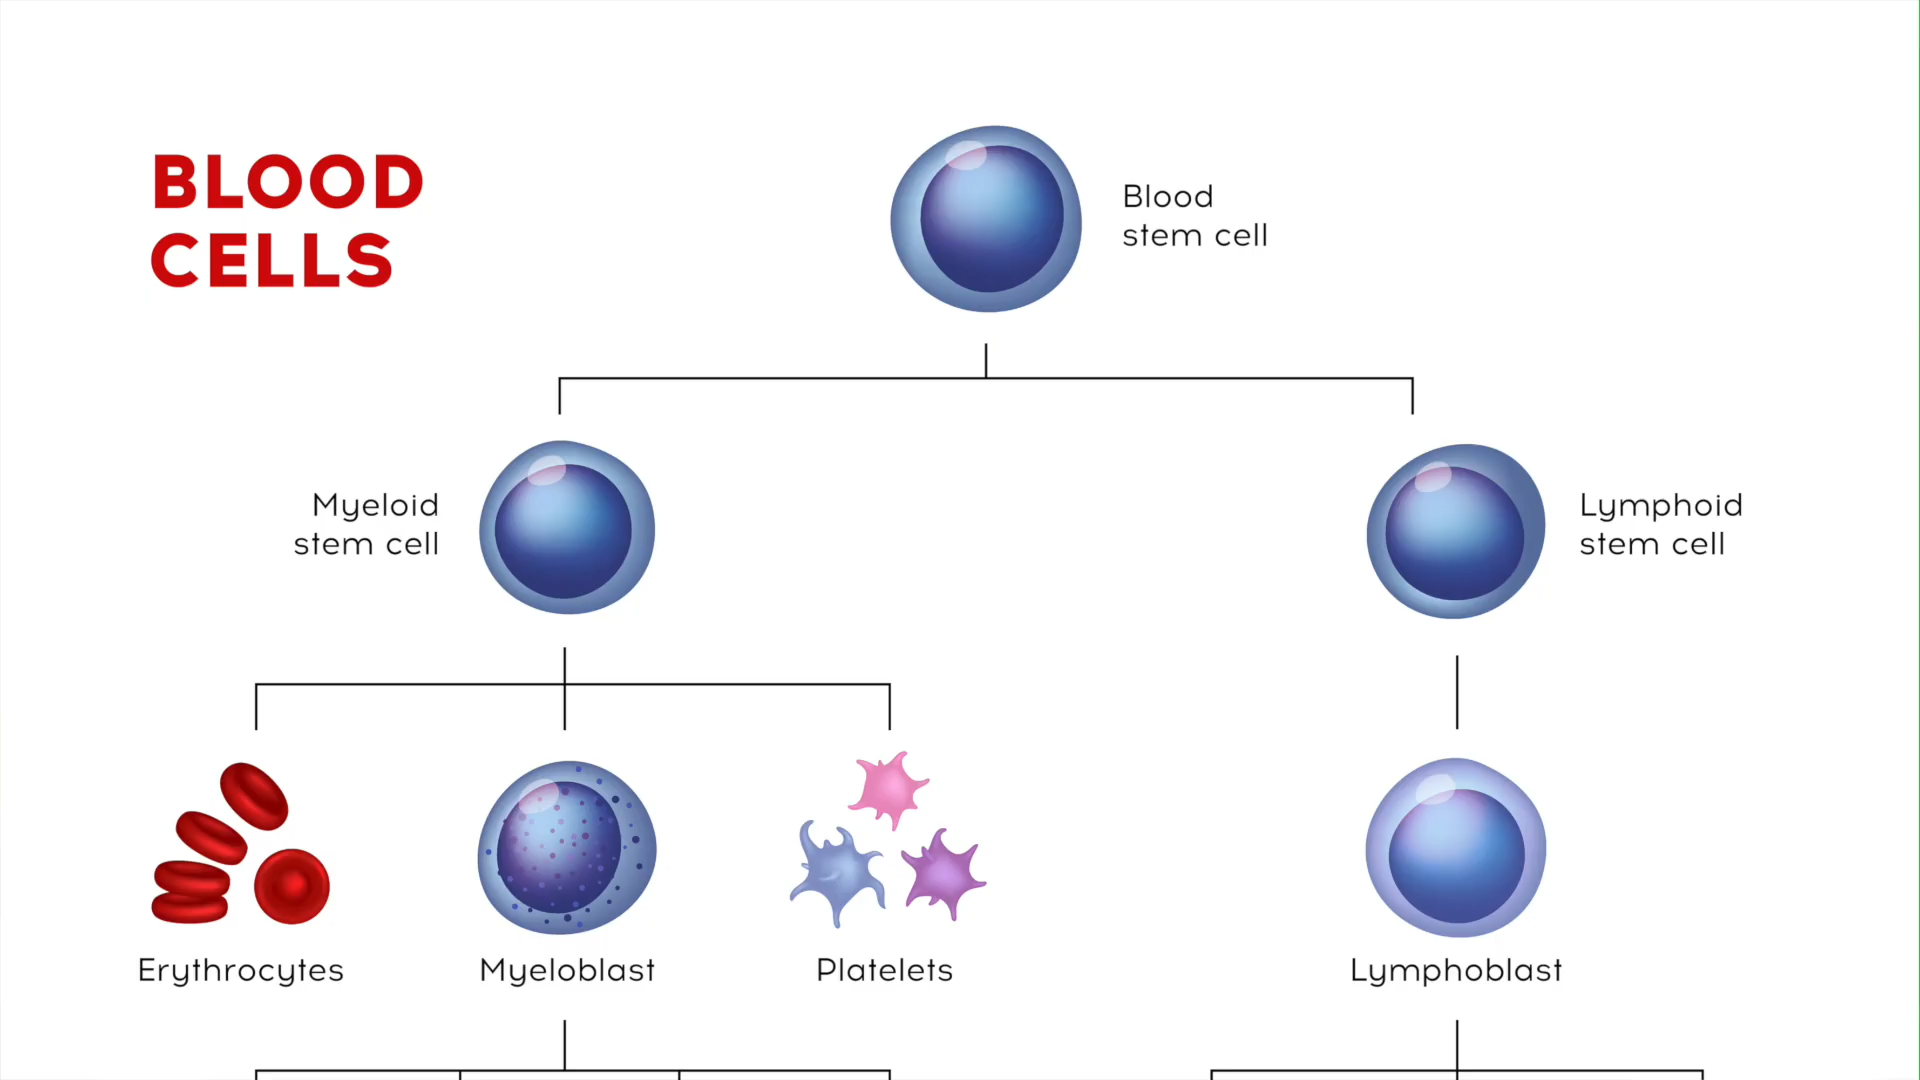 BLOOD
CELLS
Blood
stem cell
Myeloid
stem cell
Lymphoid
stem cell
Erythrocytes
Myeloblast
Platelets
Lymphoblast